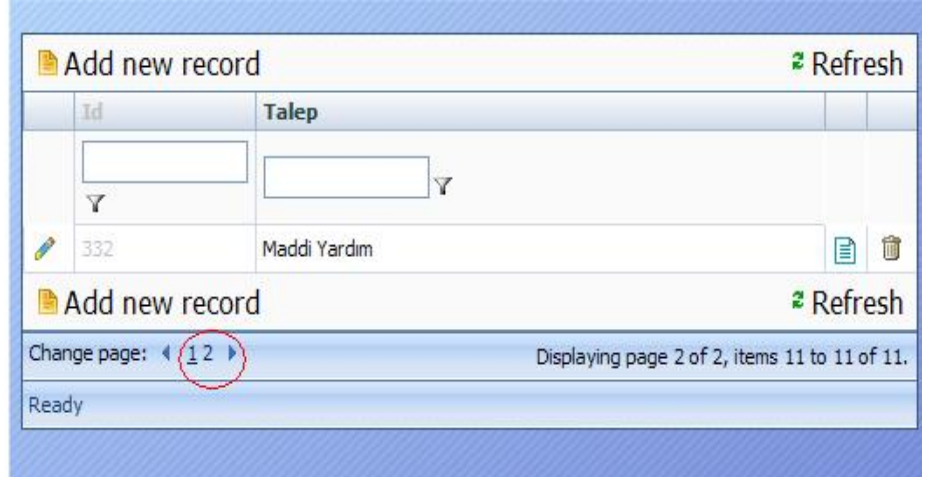 Add new record Refresh
Id Talep
332 Maddi Yardım
Add new record Refresh
Change page: 1 2 Displaying page 2 of 2, items 11 to 11 of 11.
Ready